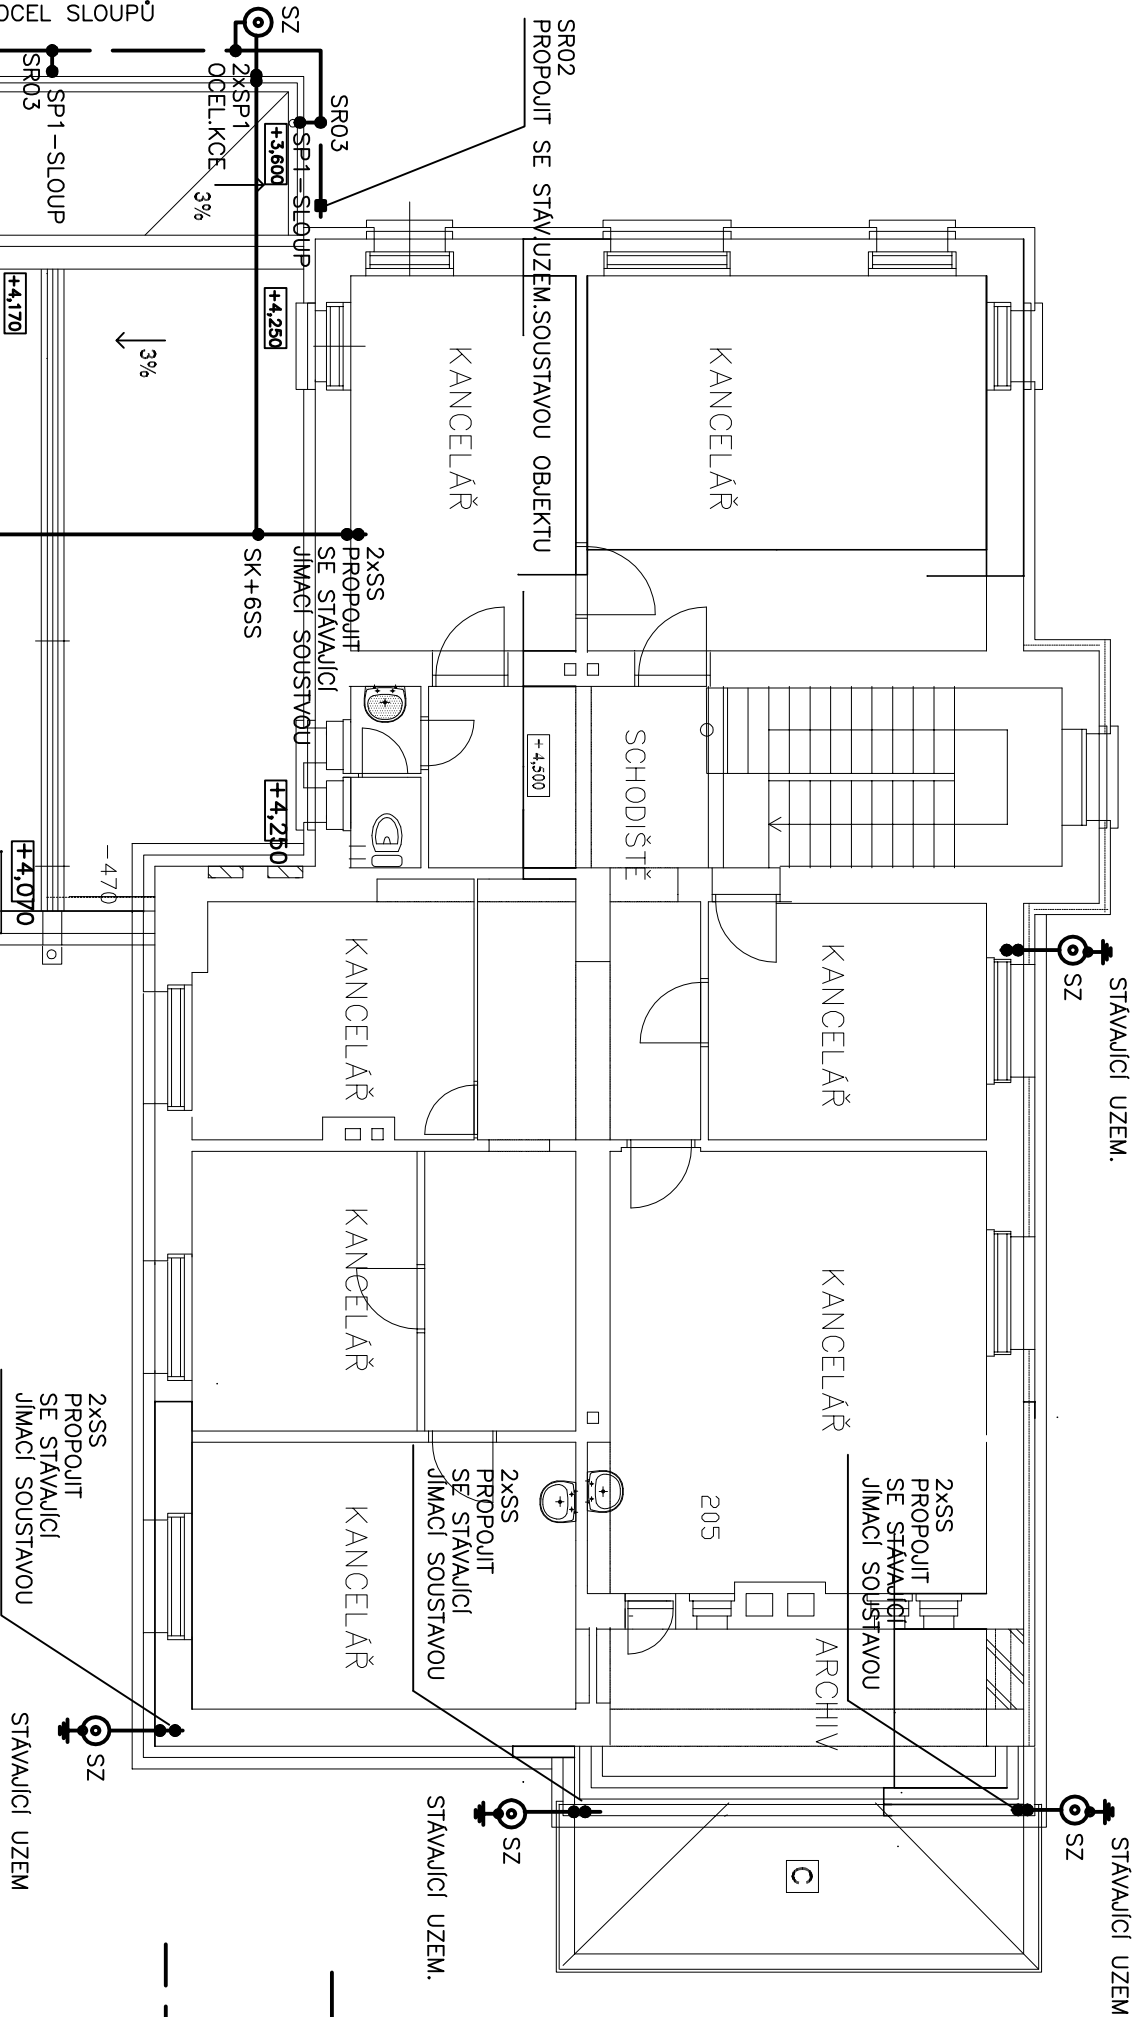 OCEL SLOUPŮ
SZ
SR03
SP1-SLOUP
2xSP1
OCEL.KCE
SR03
SP1-SLOUP
+3,600
3%
SR02
PROPOJIT SE STÁV.UZEM.SOUSTAVOU OBJEKTU
+4,170
+4,250
3%
KANCELÁŘ
KANCELÁŘ
SK+6SS
2xSS
PROPOJIT
SE STÁVAJÍCÍ
JÍMACÍ SOUSTVOU
+4,500
SCHODIŠTĚ
+4,250
+4,070
-470
STÁVAJÍCÍ UZEM.
SZ
KANCELÁŘ
KANCELÁŘ
KANCELÁŘ
KANCELÁŘ
KANCELÁŘ
205
ARCHIV
2xSS
PROPOJIT
SE STÁVAJÍCÍ
JÍMACÍ SOUSTAVOU
2xSS
PROPOJIT
SE STÁVAJÍCÍ
JÍMACÍ SOUSTAVOU
2xSS
PROPOJIT
SE STÁVAJÍCÍ
JÍMACÍ SOUSTAVOU
SZ
STÁVAJÍCÍ UZEM
SZ
STÁVAJÍCÍ UZEM.
SZ
STÁVAJÍCÍ UZEM
C